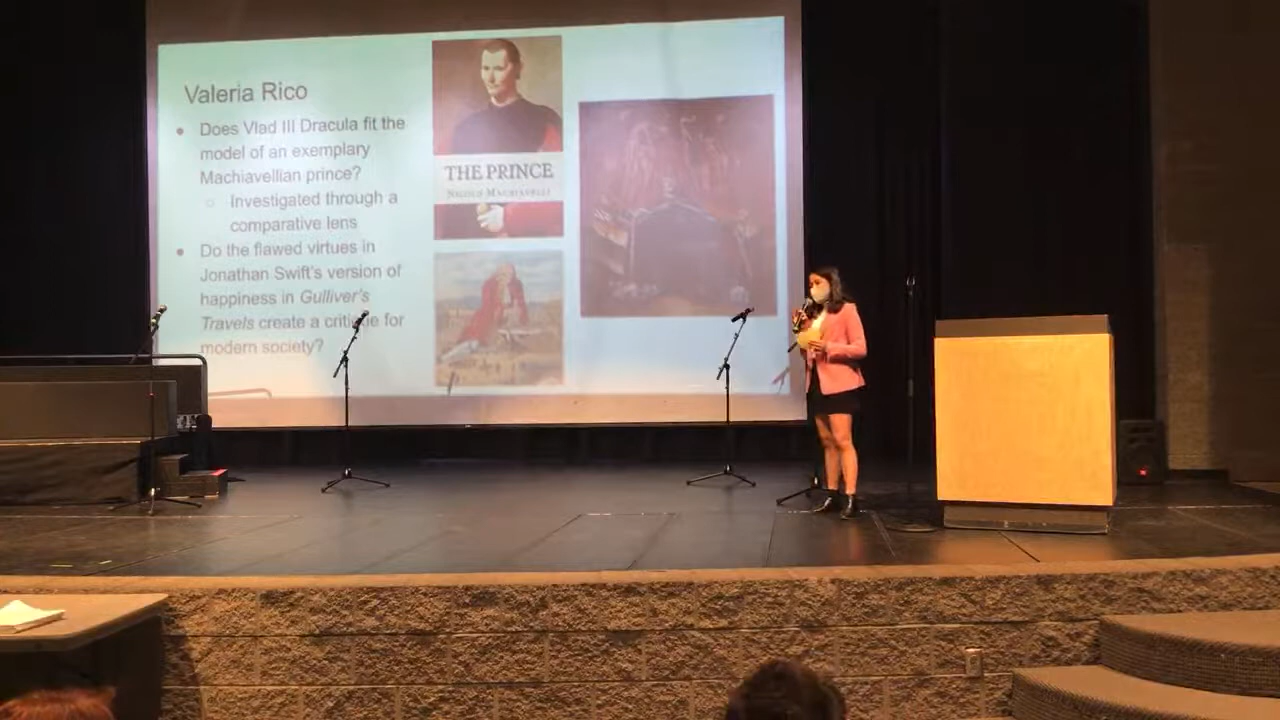 Valeria Rico
● Does Vlad III Dracula fit the
model of an exemplary
Machiavellian prince?
○ Investigated through a
comparative lens
● Do the flawed virtues in
Jonathan Swift's version of
happiness in Gulliver's
Travels create a critique for
modern society?
THE PRINCE
NICCOLÒ MACHIAVELLI